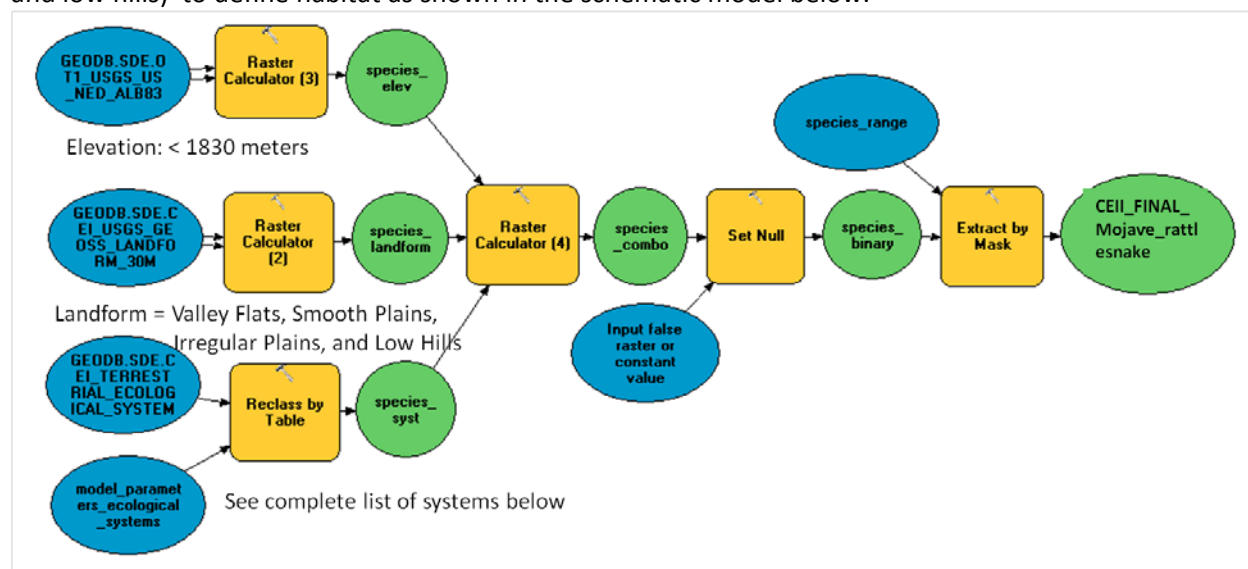 and low hills) to define habitat as shown in the schematic model below.
GEODB.SDE.O
T1_USGS_US
_NED_ALB83
Raster
Calculator (3)
species_
elev
Elevation: < 1830 meters
species_range
GEODB.SDE.C
EI_USGS_GE
OSS_LANDFO
RM_30M
Raster
Calculator
(2)
species_
landform
Raster
Calculator (4)
species
_combo
Set Null
species_
binary
Extract by
Mask
CEII_FINAL_
Mojave_rattl
esnake
Landform = Valley Flats, Smooth Plains,
Irregular Plains, and Low Hills
Input false
raster or
constant
value
GEODB.SDE.C
EI_TERREST
RIAL_ECOLOG
ICAL_SYSTEM
Reclass by
Table
species_
syst
model_paramet
ers_ecological
_systems
See complete list of systems below